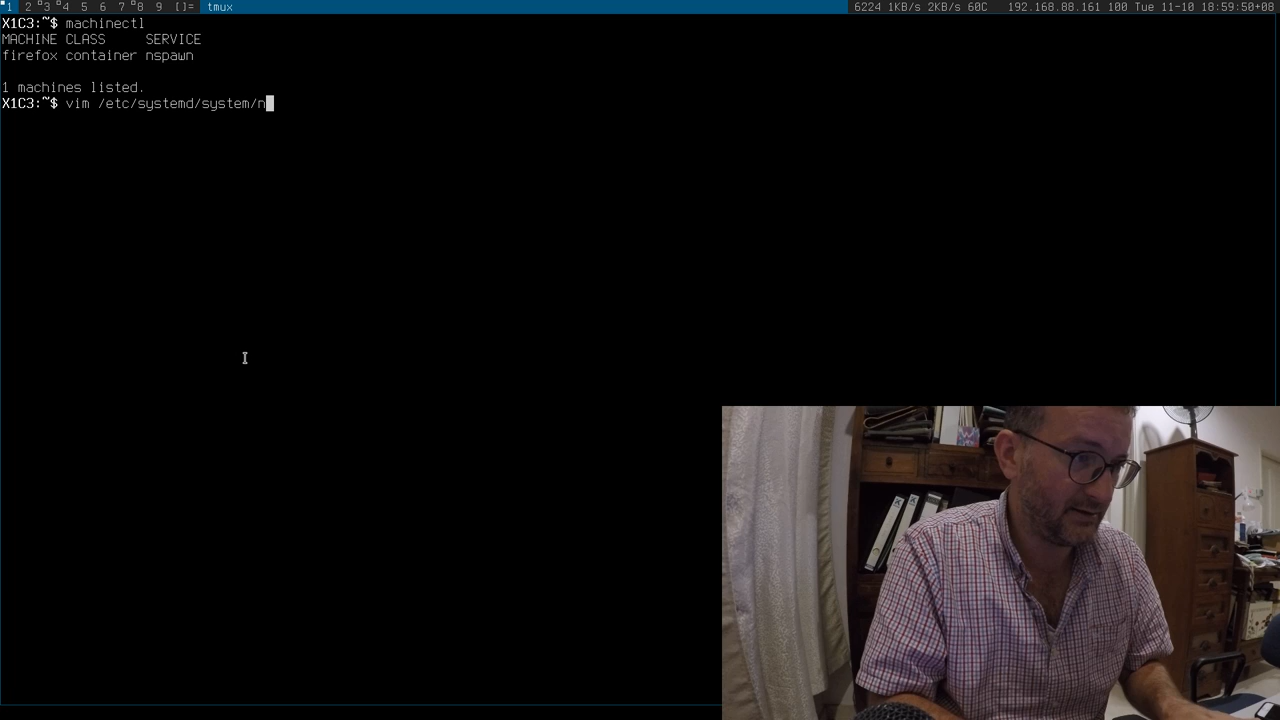 1 2 3 4 5 6 7 8 9 []= tmux 6224 1KB/s 2KB/s 60C 192.168.88.161 100 Tue 11-10 18:59:50+08
X1C3:~$ machinectl
MACHINE CLASS     SERVICE
firefox container nspawn
1 machines listed.
X1C3:~$ vim /etc/systemd/system/n